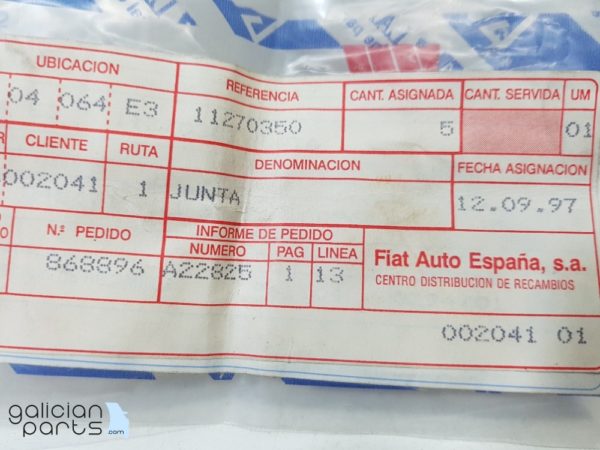 UBICACION
REFERENCIA
CANT. ASIGNADA
CANT. SERVIDA
UM
04 064 E3
11270350
5
01
CLIENTE
RUTA
DENOMINACION
FECHA ASIGNACION
002041
1
JUNTA
12.09.97
N.º PEDIDO
INFORME DE PEDIDO
NUMERO
PAG
LINEA
868896
A22825
1
13
Fiat Auto España, s.a.
CENTRO DISTRIBUCION DE RECAMBIOS
002041 01
galician
parts.com